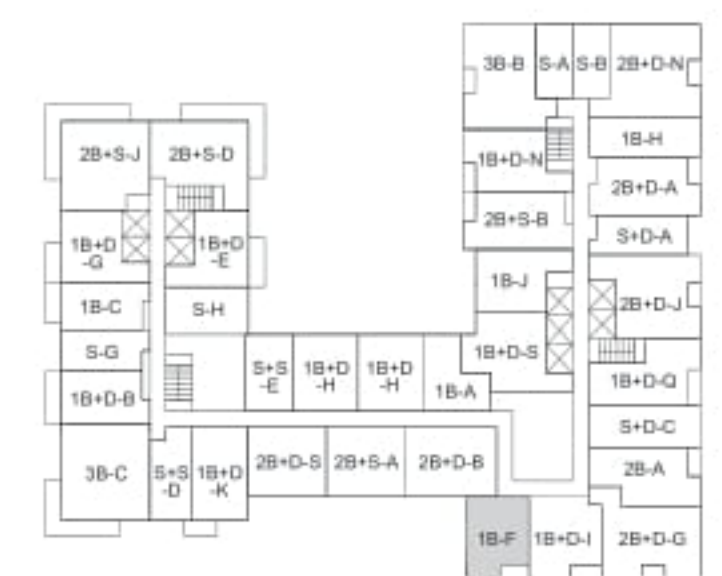 3B-B
S-A
S-B
2B+D-N
1B-H
2B+S-J
2B+S-D
1B+D-N
2B+D-A
2B+S-B
S+D-A
1B+D
-G
1B+D
-E
1B-J
2B+D-J
1B-C
S-H
S-G
1B+D-S
S+S
-E
1B+D
-H
1B+D
-H
1B-A
1B+D-Q
1B+D-B
S+D-C
3B-C
S+S
-D
1B+D
-K
2B+D-S
2B+S-A
2B+D-B
2B-A
1B-F
1B+D-I
2B+D-G